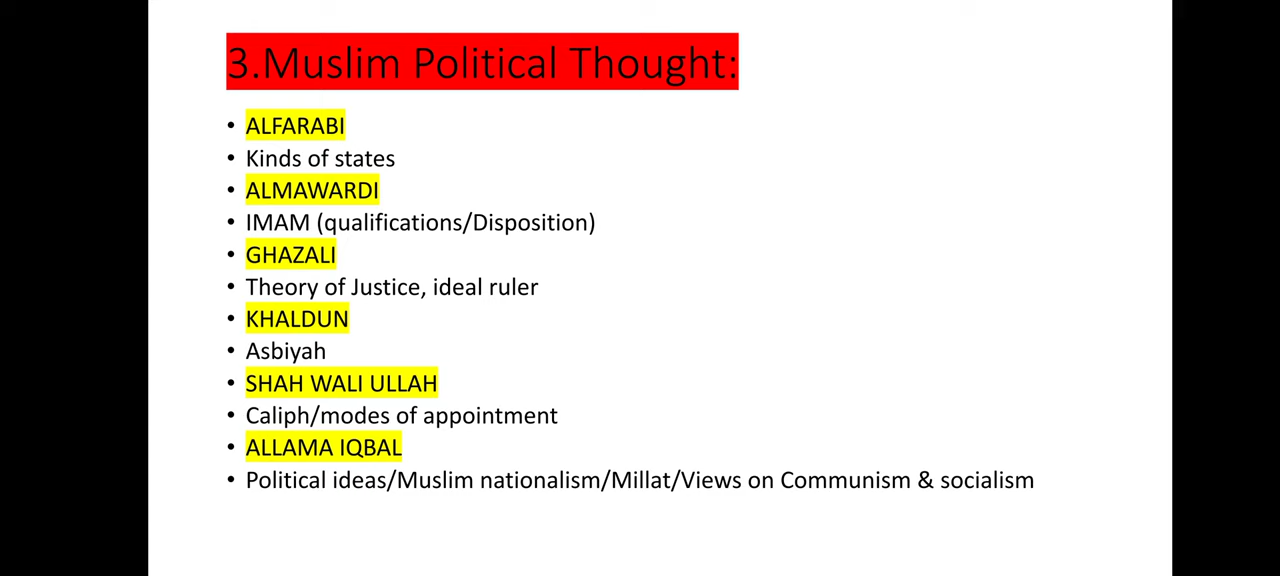 3.Muslim Political Thought:
• ALFARABI
• Kinds of states
• ALMAWARDI
• IMAM (qualifications/Disposition)
• GHAZALI
• Theory of Justice, ideal ruler
• KHALDUN
• Asbiyah
• SHAH WALI ULLAH
• Caliph/modes of appointment
• ALLAMA IQBAL
• Political ideas/Muslim nationalism/Millat/Views on Communism & socialism